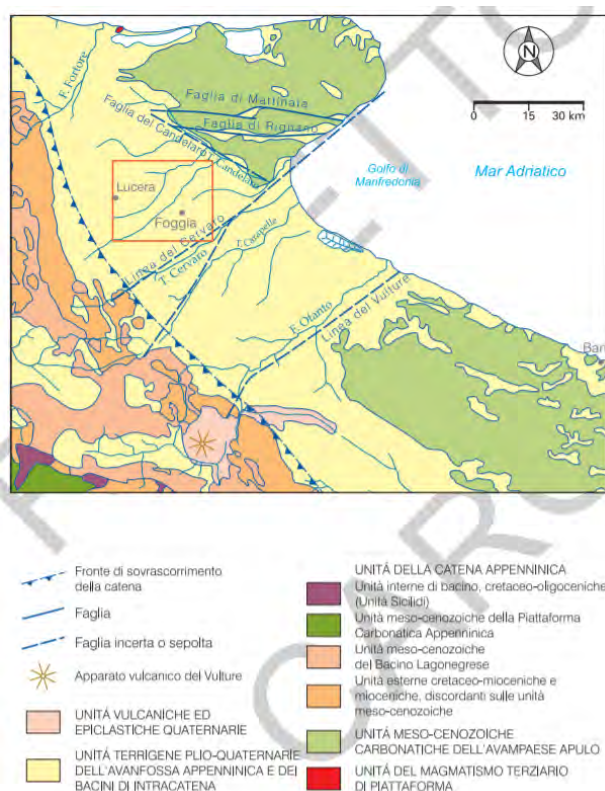 N
0 15 30 km
F. Fortore
Faglia di Mattinata
Faglia di Rignano
Faglia del Candelaro
T. Candelaro
Golfo di
Manfredonia
Mar Adriatico
Lucera
Foggia
Linea del Cervaro
T. Cervaro
T. Carapelle
F. Ofanto
Linea del Vulture
Bari
Fronte di sovrascorrimento
della catena
Faglia
Faglia incerta o sepolta
Apparato vulcanico del Vulture
UNITÁ VULCANICHE ED
EPICLASTICHE QUATERNARIE
UNITÁ TERRIGENE PLIO-QUATERNARIE
DELL'AVANFOSSA APPENNINICA E DEI
BACINI DI INTRACATENA
UNITÁ DELLA CATENA APPENNINICA
Unità interne di bacino, cretaceo-oligoceniche
(Unità Sicilidi)
Unità meso-cenozoiche della Piattaforma
Carbonatica Appenninica
Unità meso-cenozoiche
del Bacino Lagonegrese
Unità esterne cretaceo-mioceniche e
mioceniche, discordanti sulle unità
meso-cenozoiche
UNITÁ MESO-CENOZOICHE
CARBONATICHE DELL'AVAMPAESE APULO
UNITÁ DEL MAGMATISMO TERZIARIO
DI PIATTAFORMA